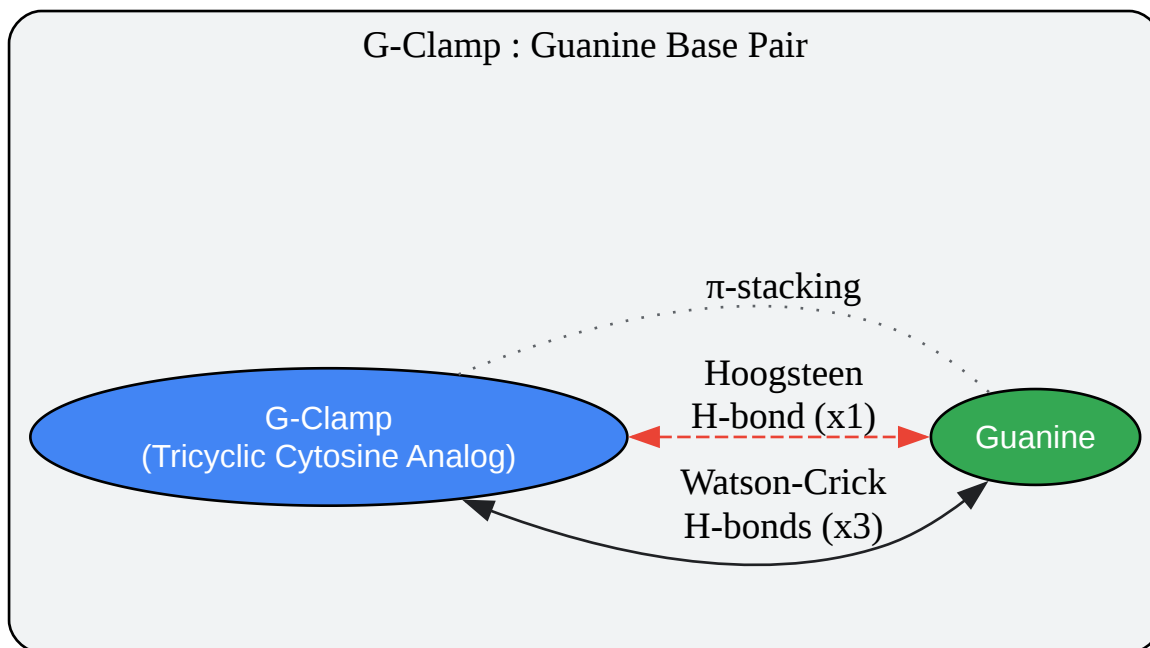 G-Clamp : Guanine Base Pair
π-stacking
Hoogsteen
H-bond (x1)
G-Clamp
(Tricyclic Cytosine Analog)
Guanine
Watson-Crick
H-bonds (x3)